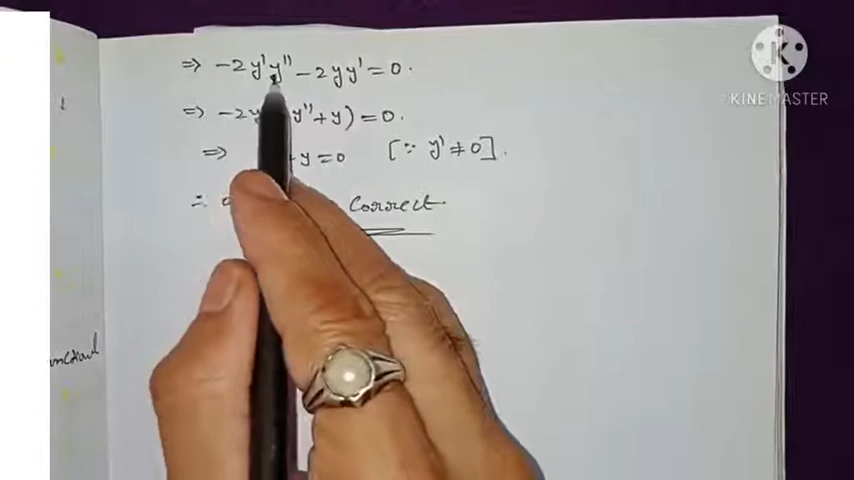 ⇒ -2y'y'' - 2yy' = 0.
⇒ -2y y'' + y) = 0.
⇒ + y = 0 [∵ y' ≠ 0].
∴ Correct
K
KINEMASTER